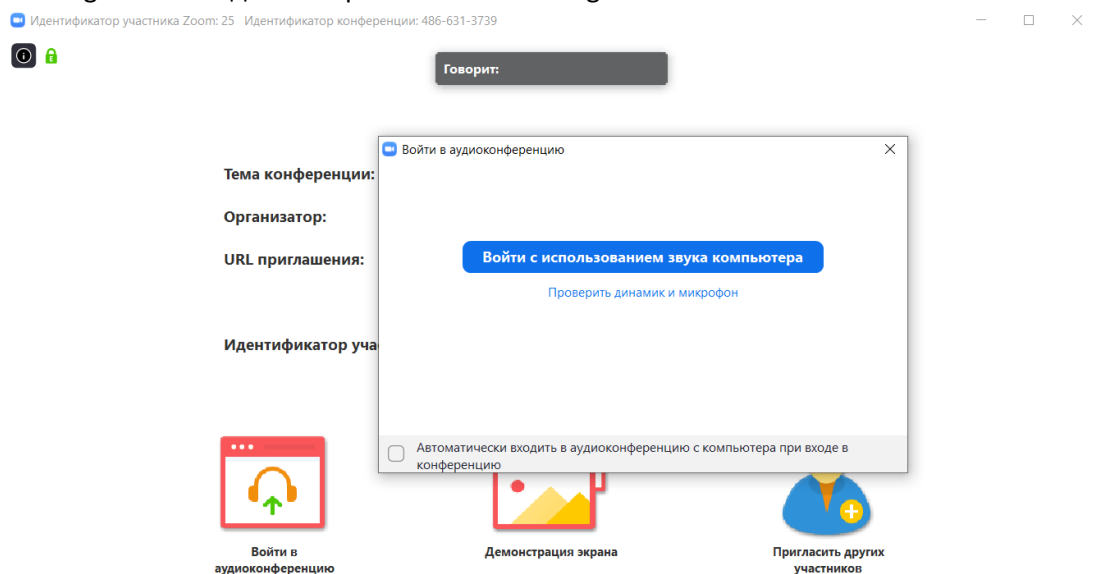 Идентификатор участника Zoom: 25 Идентификатор конференции: 486-631-3739
Говорит:
Войти в аудиоконференцию
Тема конференции:
Организатор:
URL приглашения:
Войти с использованием звука компьютера
Проверить динамик и микрофон
Идентификатор уча
Автоматически входить в аудиоконференцию с компьютера при входе в
конференцию
Войти в
аудиоконференцию
Демонстрация экрана
Пригласить других
участников